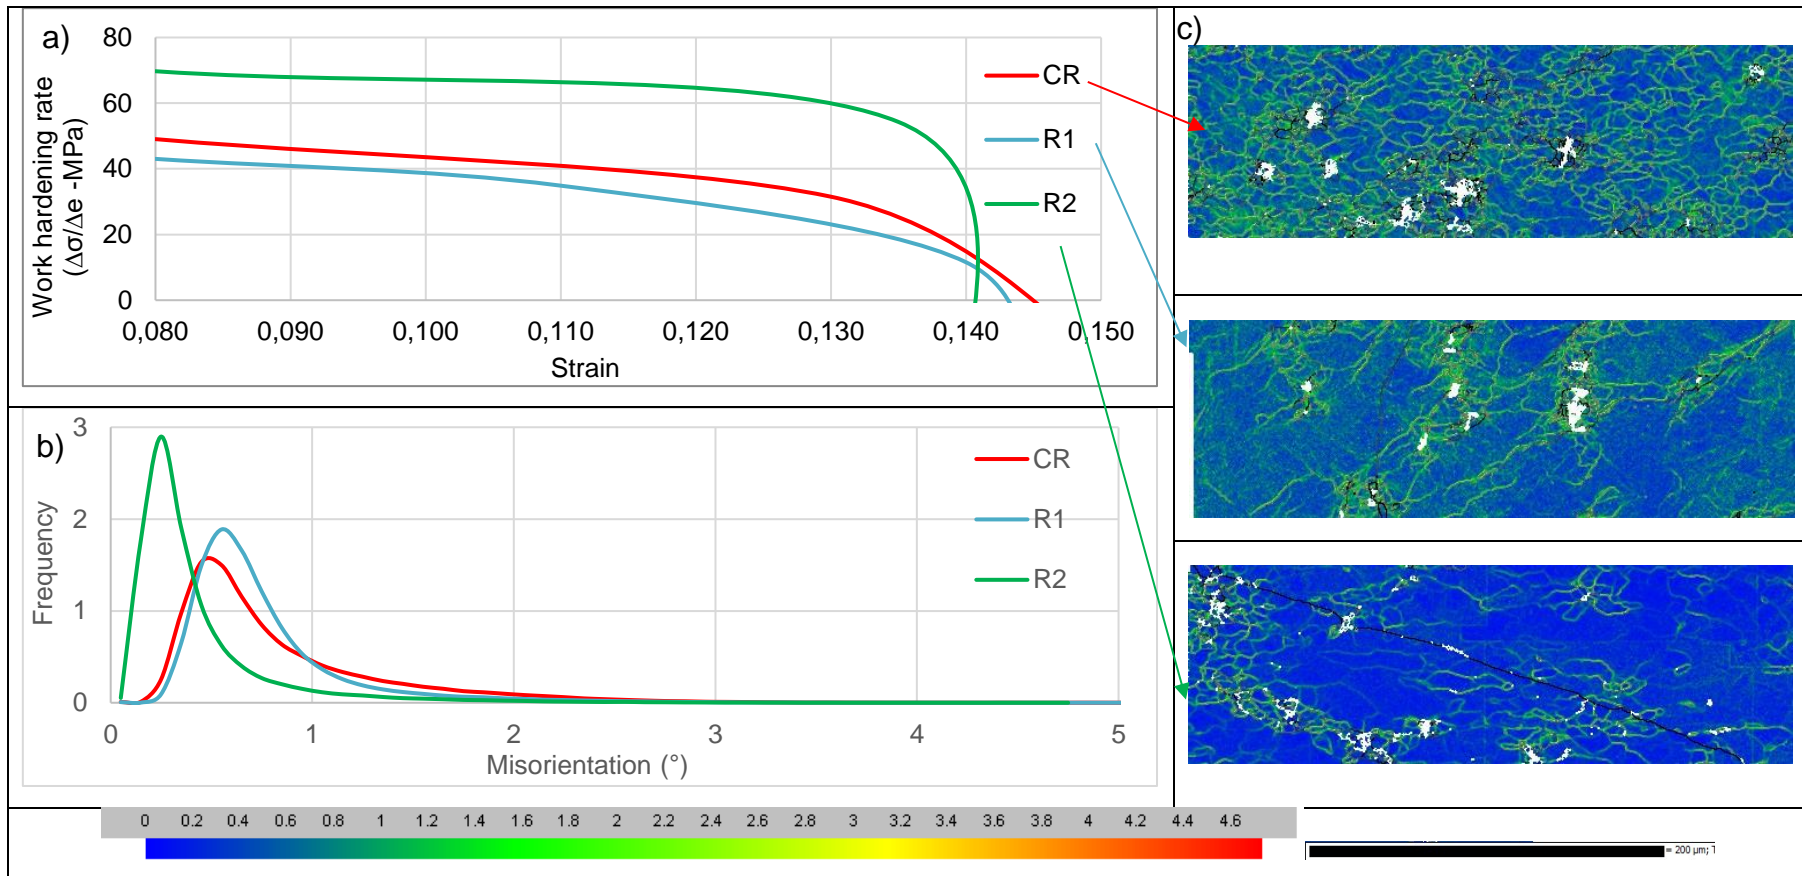 a)
80
60
40
20
0
Work hardening rate
(Δσ/Δe -MPa)
0,080 0,090 0,100 0,110 0,120 0,130 0,140 0,150
Strain
CR
R1
R2
b)
3
2
1
0
Frequency
0 1 2 3 4 5
Misorientation (°)
CR
R1
R2
c)
0 0.2 0.4 0.6 0.8 1 1.2 1.4 1.6 1.8 2 2.2 2.4 2.6 2.8 3 3.2 3.4 3.6 3.8 4 4.2 4.4 4.6
= 200 µm; T